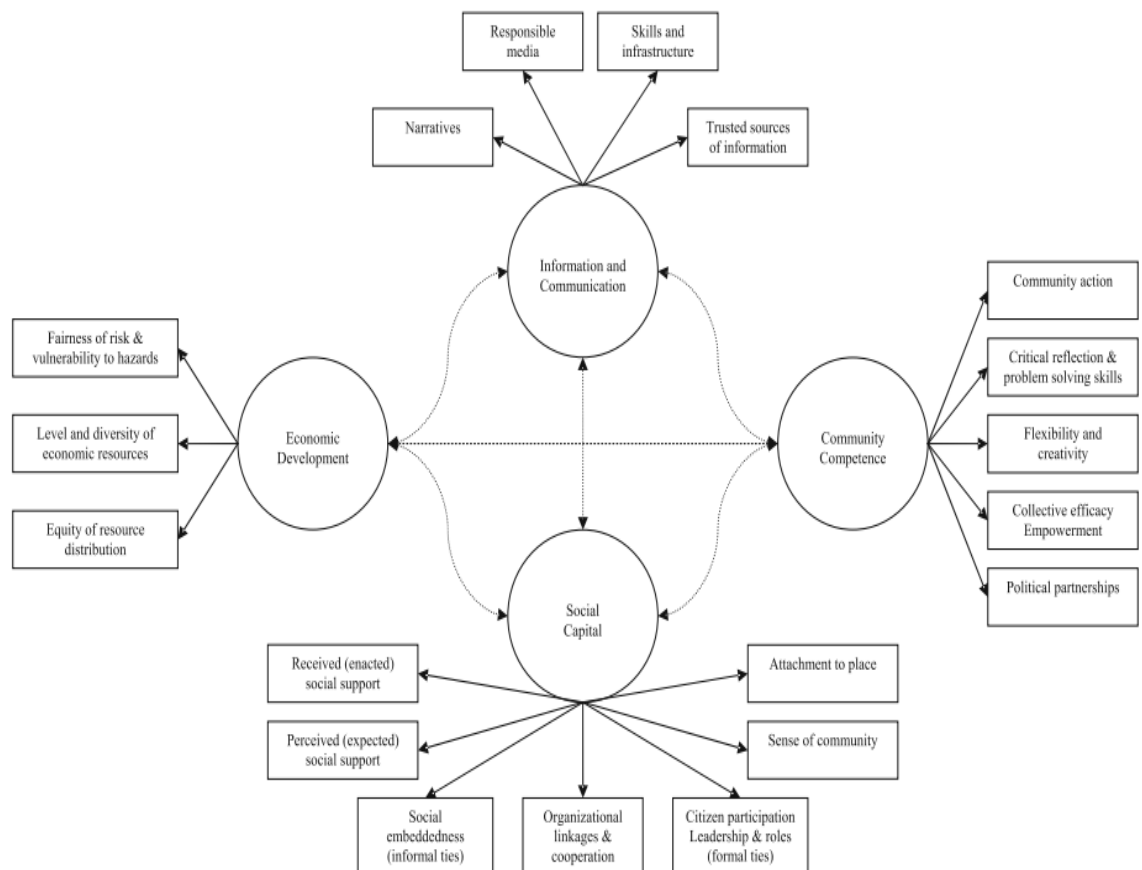 Responsible
media
Skills and
infrastructure
Narratives
Trusted sources
of information
Information and
Communication
Community action
Fairness of risk &
vulnerability to hazards
Critical reflection &
problem solving skills
Level and diversity of
economic resources
Economic
Development
Community
Competence
Flexibility and
creativity
Equity of resource
distribution
Collective efficacy
Empowerment
Political partnerships
Social
Capital
Received (enacted)
social support
Attachment to place
Perceived (expected)
social support
Sense of community
Social
embeddedness
(informal ties)
Organizational
linkages &
cooperation
Citizen participation
Leadership & roles
(formal ties)